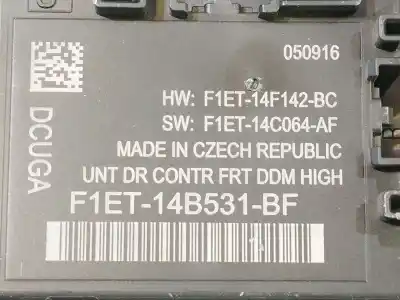 050916
HW: F1ET-14F142-BC
SW: F1ET-14C064-AF
MADE IN CZECH REPUBLIC
UNT DR CONTR FRT DDM HIGH
F1ET-14B531-BF
DCUGA